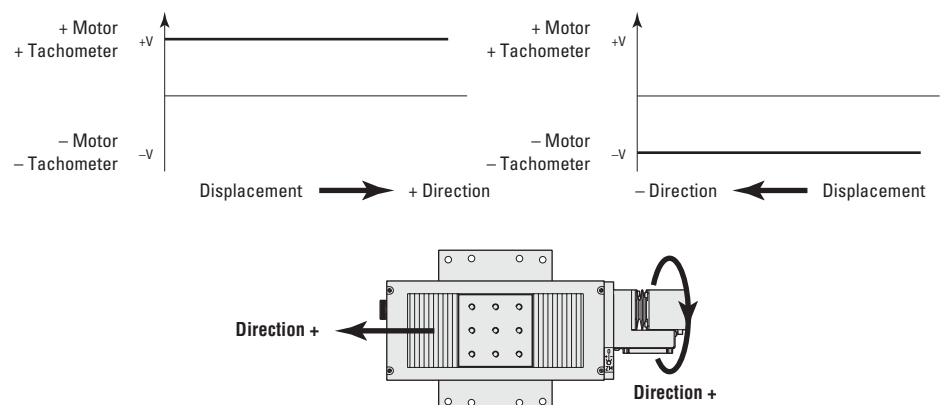 + Motor
+ Tachometer
+V
– Motor
– Tachometer
–V
Displacement + Direction
+ Motor
+ Tachometer
+V
– Motor
– Tachometer
–V
– Direction Displacement
Direction +
Direction +